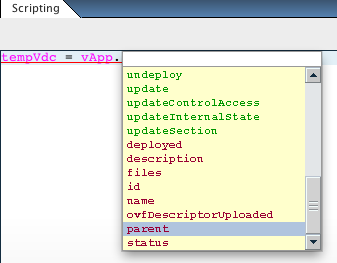 Scripting
tempVdc = vApp.
undeploy
update
updateControlAccess
updateInternalState
updateSection
deployed
description
files
id
name
ovfDescriptorUploaded
parent
status